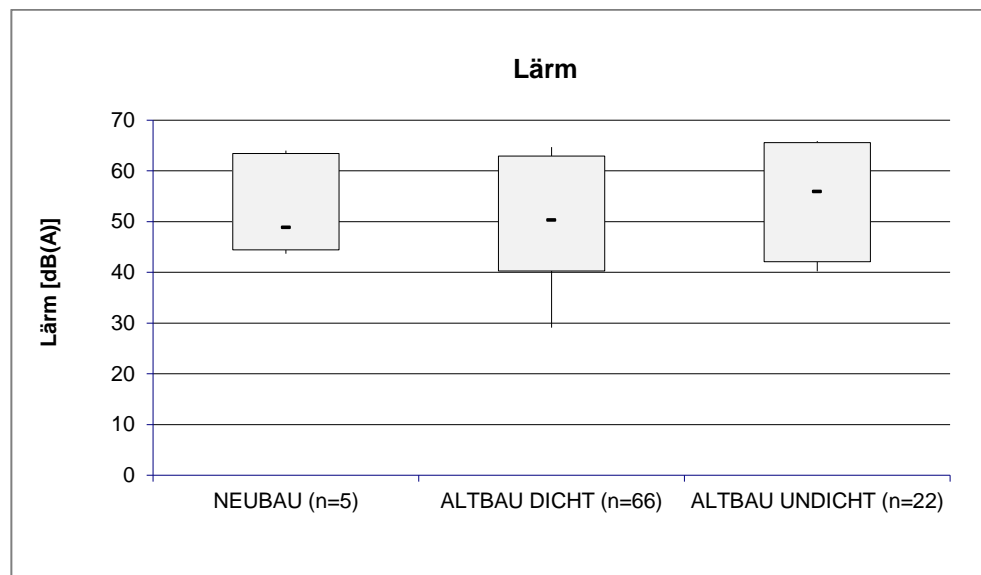 Lärm
Lärm [dB(A)]
70
60
50
40
30
20
10
0
NEUBAU (n=5) ALTBAU DICHT (n=66) ALTBAU UNDICHT (n=22)